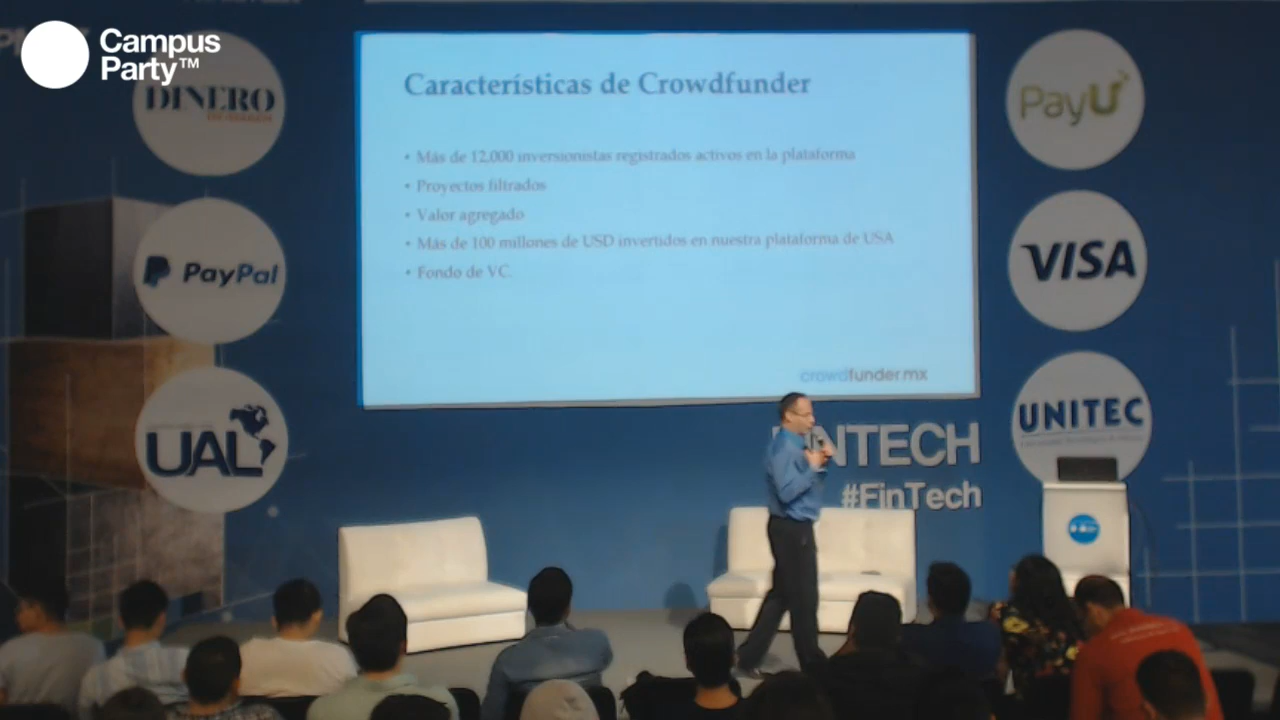 Campus
Party™
DINERO
PayPal
UAL
Características de Crowdfunder
• Más de 12,000 inversionistas registrados activos en la plataforma
• Proyectos filtrados
• Valor agregado
• Más de 100 millones de USD invertidos en nuestra plataforma de USA
• Fondo de VC.
crowdfunder.mx
PayU
VISA
UNITEC
FINTECH
#FinTech